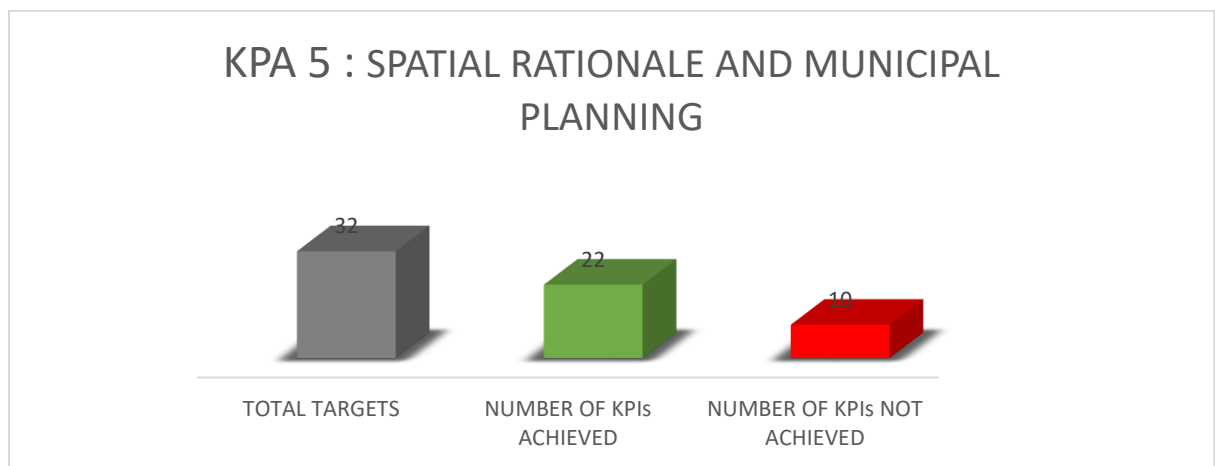 KPA 5 : SPATIAL RATIONALE AND MUNICIPAL
PLANNING
32
22
10
TOTAL TARGETS
NUMBER OF KPIs
ACHIEVED
NUMBER OF KPIs NOT
ACHIEVED